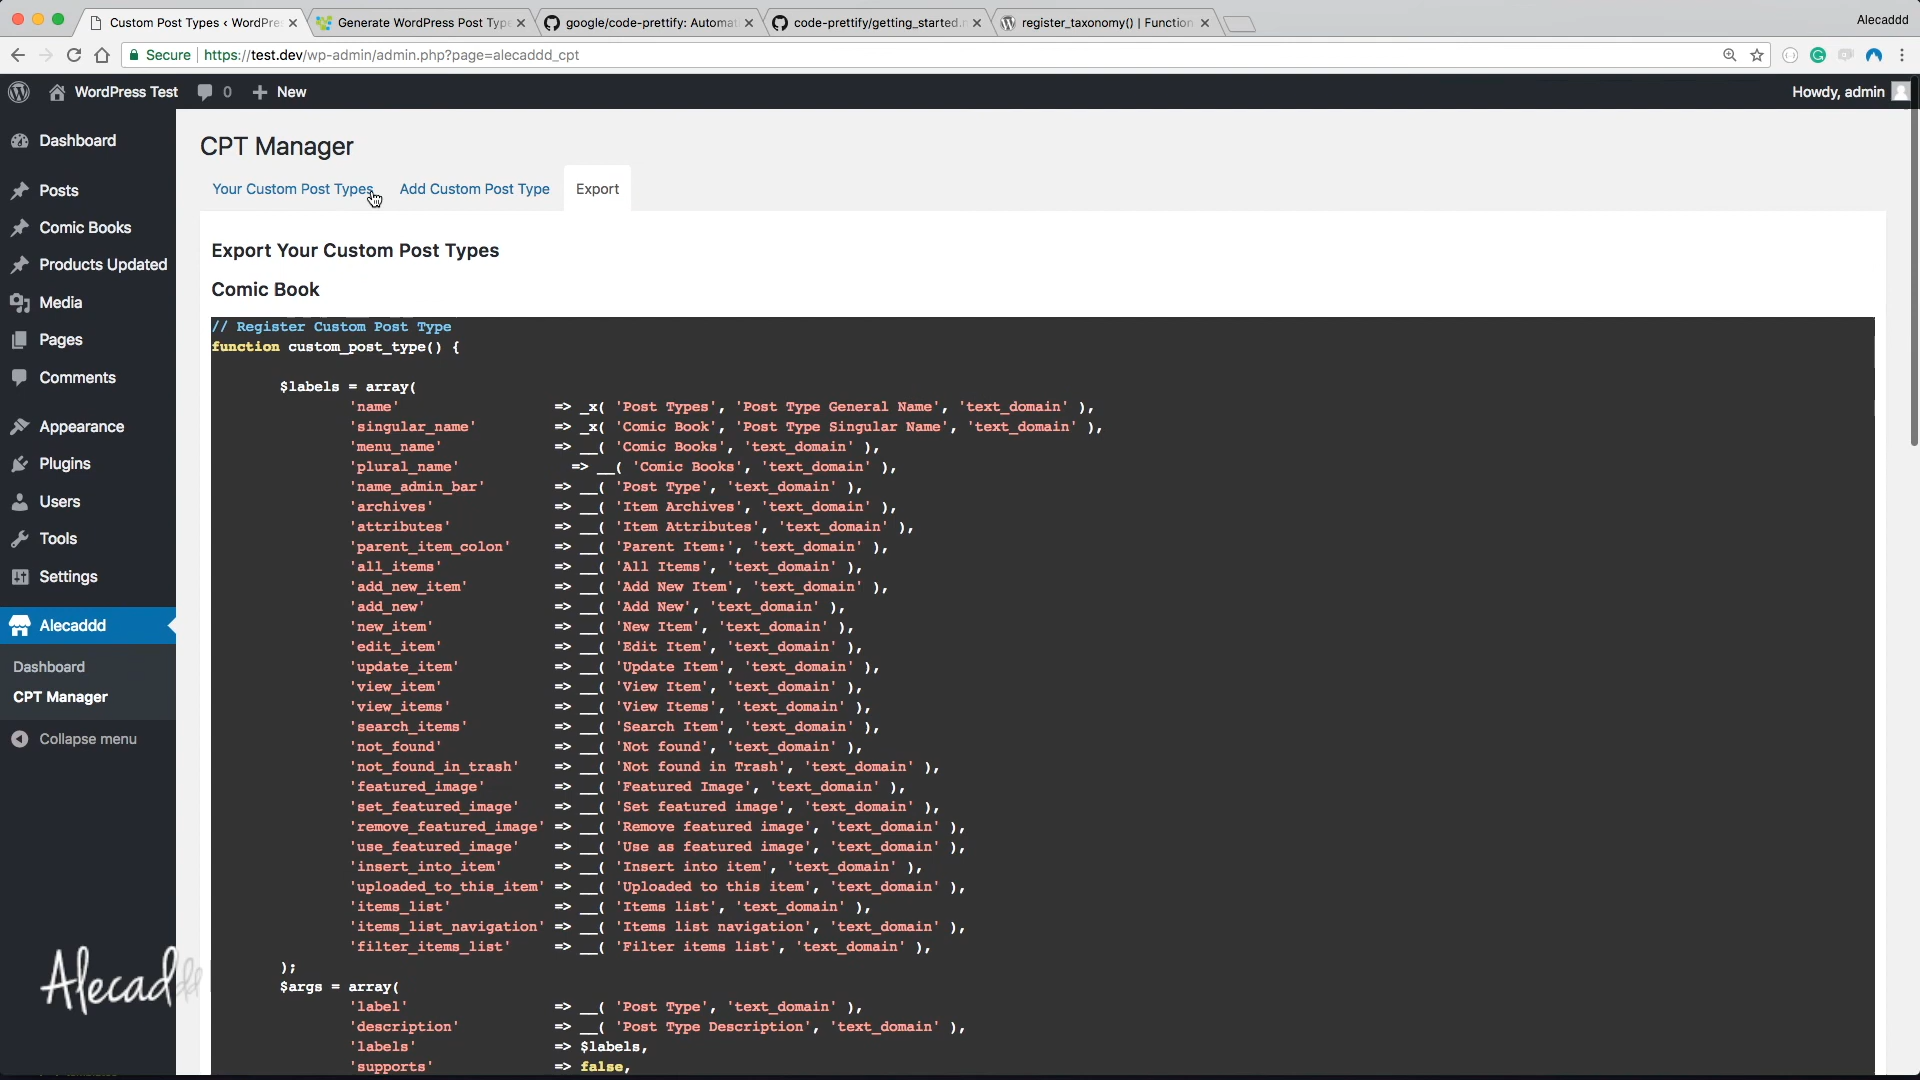 Custom Post Types ‹ WordPre
Generate WordPress Post Type
google/code-prettify: Automat
code-prettify/getting_started.m
register_taxonomy() | Function
Alecaddd
Secure
https://test.dev/wp-admin/admin.php?page=alecaddd_cpt
WordPress Test
0
New
Howdy, admin
Dashboard
Posts
Comic Books
Products Updated
Media
Pages
Comments
Appearance
Plugins
Users
Tools
Settings
Alecaddd
Dashboard
CPT Manager
Collapse menu
CPT Manager
Your Custom Post Types
Add Custom Post Type
Export
Export Your Custom Post Types
Comic Book
// Register Custom Post Type
function custom_post_type() {
$labels = array(
'name' => _x( 'Post Types', 'Post Type General Name', 'text_domain' ),
'singular_name' => _x( 'Comic Book', 'Post Type Singular Name', 'text_domain' ),
'menu_name' => __( 'Comic Books', 'text_domain' ),
'plural_name' => __( 'Comic Books', 'text_domain' ),
'name_admin_bar' => __( 'Post Type', 'text_domain' ),
'archives' => __( 'Item Archives', 'text_domain' ),
'attributes' => __( 'Item Attributes', 'text_domain' ),
'parent_item_colon' => __( 'Parent Item:', 'text_domain' ),
'all_items' => __( 'All Items', 'text_domain' ),
'add_new_item' => __( 'Add New Item', 'text_domain' ),
'add_new' => __( 'Add New', 'text_domain' ),
'new_item' => __( 'New Item', 'text_domain' ),
'edit_item' => __( 'Edit Item', 'text_domain' ),
'update_item' => __( 'Update Item', 'text_domain' ),
'view_item' => __( 'View Item', 'text_domain' ),
'view_items' => __( 'View Items', 'text_domain' ),
'search_items' => __( 'Search Item', 'text_domain' ),
'not_found' => __( 'Not found', 'text_domain' ),
'not_found_in_trash' => __( 'Not found in Trash', 'text_domain' ),
'featured_image' => __( 'Featured Image', 'text_domain' ),
'set_featured_image' => __( 'Set featured image', 'text_domain' ),
'remove_featured_image' => __( 'Remove featured image', 'text_domain' ),
'use_featured_image' => __( 'Use as featured image', 'text_domain' ),
'insert_into_item' => __( 'Insert into item', 'text_domain' ),
'uploaded_to_this_item' => __( 'Uploaded to this item', 'text_domain' ),
'items_list' => __( 'Items list', 'text_domain' ),
'items_list_navigation' => __( 'Items list navigation', 'text_domain' ),
'filter_items_list' => __( 'Filter items list', 'text_domain' ),
);
$args = array(
'label' => __( 'Post Type', 'text_domain' ),
'description' => __( 'Post Type Description', 'text_domain' ),
'labels' => $labels,
'supports' => false,
Alecaddd